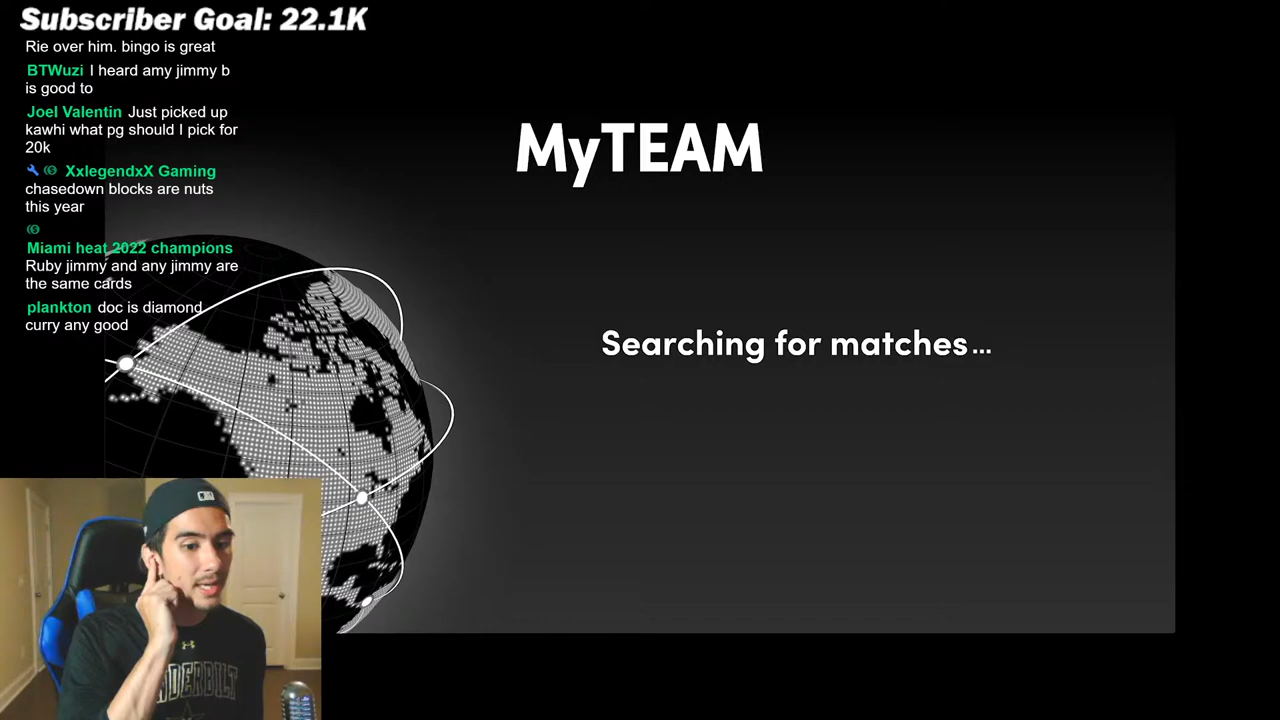 Subscriber Goal: 22.1K
Rie over him. bingo is great
BTWuzi I heard amy jimmy b
is good to
Joel Valentin Just picked up
kawhi what pg should I pick for
20k
XxlegendxX Gaming
chasedown blocks are nuts
this year
Miami heat 2022 champions
Ruby jimmy and any jimmy are
the same cards
plankton doc is diamond
curry any good
MyTEAM
Searching for matches...
NDERBILT